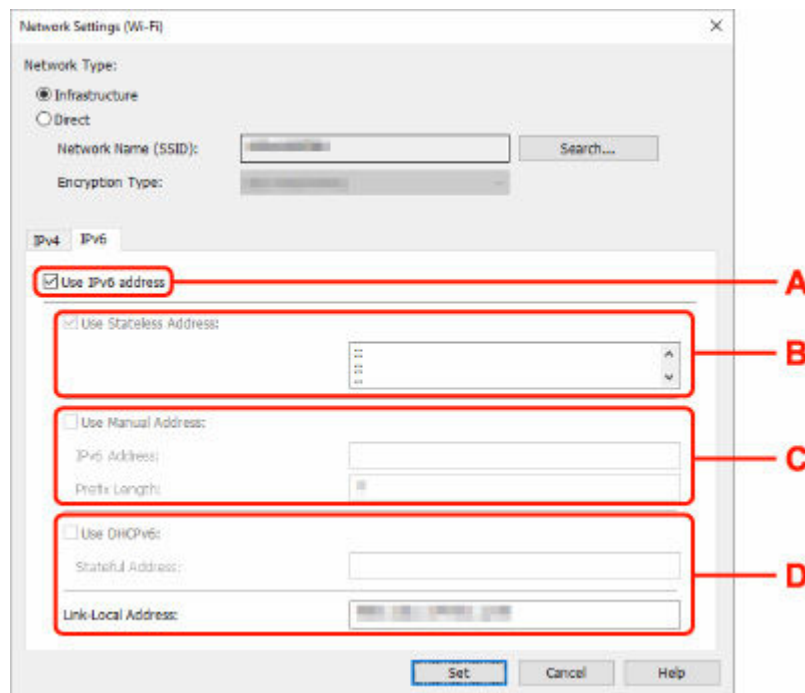 Network Settings (Wi-Fi)
Network Type:
Infrastructure
Direct
Network Name (SSID):
Search....
Encryption Type:
IPv4 IPv6
Use IPv6 address
A
Use Stateless Address:
::
::
::
B
Use Manual Address:
IPv6 Address:
Prefix Length:
C
Use DHCPv6:
Stateful Address:
D
Link-Local Address:
Set Cancel Help